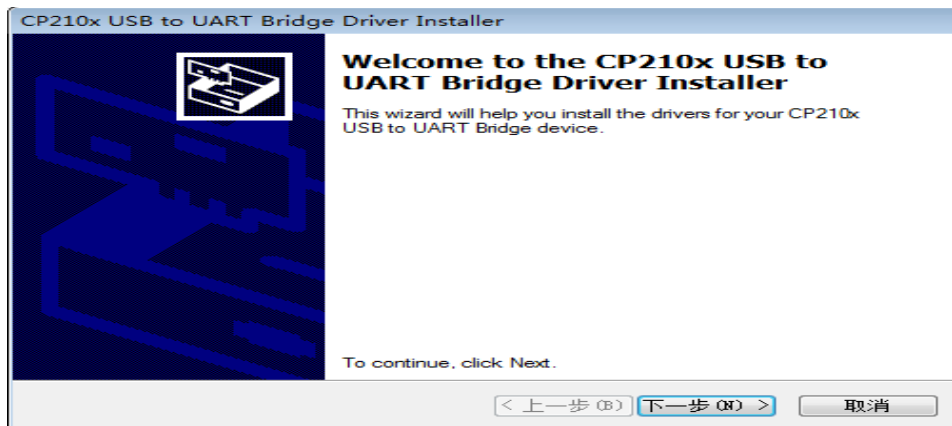 CP210x USB to UART Bridge Driver Installer
Welcome to the CP210x USB to
UART Bridge Driver Installer
This wizard will help you install the drivers for your CP210x
USB to UART Bridge device.
To continue, click Next.
< 上一步(B) 下一步(N) > 取消